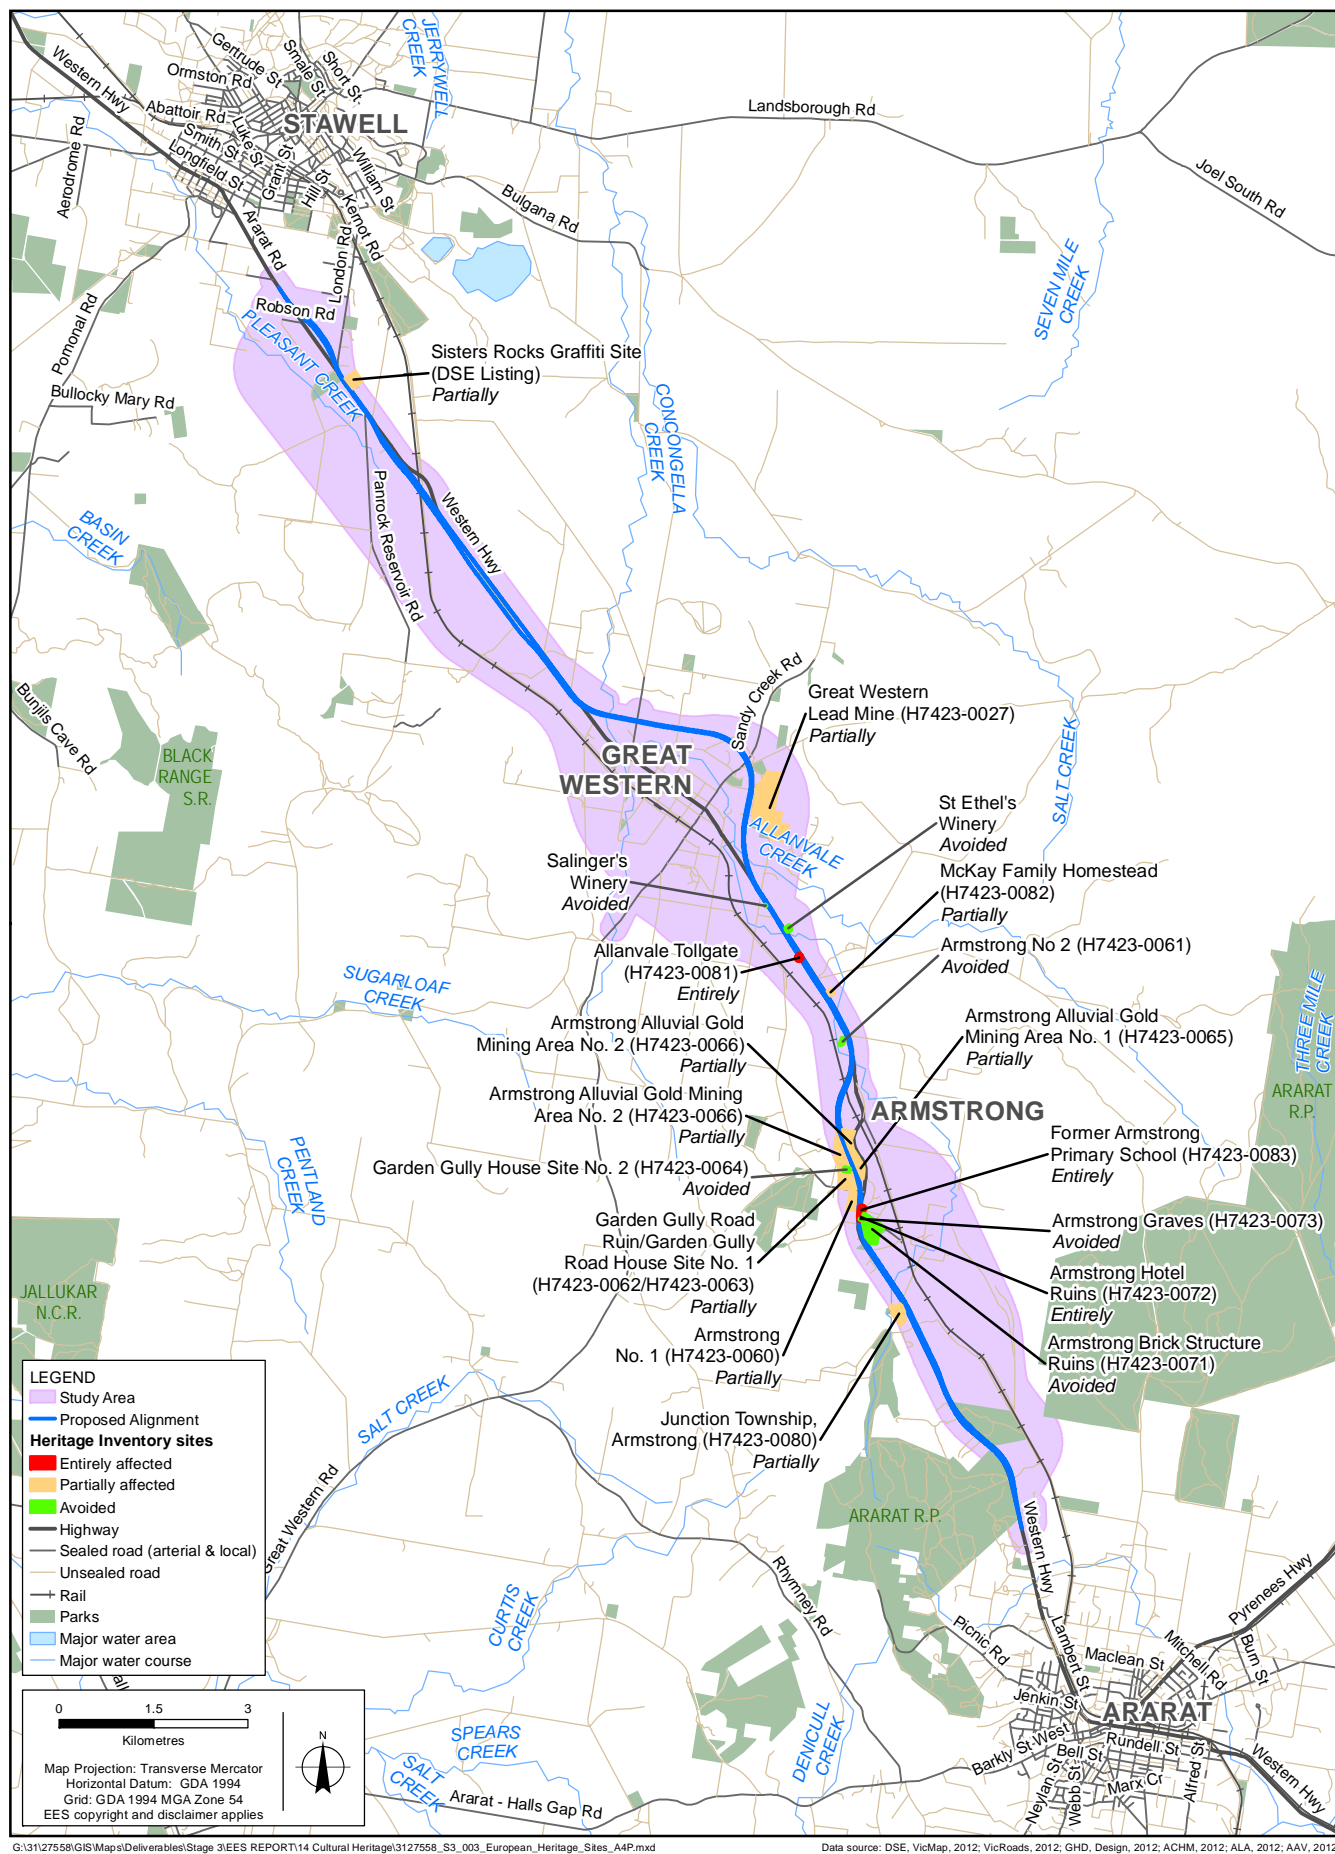 JERRYWELL
CREEK
Gertrude St
Smale St
Short St
Western Hwy
Ormston Rd
Abattoir Rd
STAWELL
Landsborough Rd
Luke St
Smith St
Longfield St
Grant St
Hill St
William St
Kernot Rd
Aerodrome Rd
Joel South Rd
Bulgana Rd
Ararat Rd
London Rd
SEVEN MILE
CREEK
Robson Rd
Pomonal Rd
PLEASANT CREEK
Sisters Rocks Graffiti Site
(DSE Listing)
Partially
Bullocky Mary Rd
CONCONGELLA
CREEK
Panrock Reservoir Rd
Western Hwy
BASIN
CREEK
Sandy Creek Rd
Great Western
Lead Mine (H7423-0027)
Partially
Bunjils Cave Rd
BLACK
RANGE
S.R.
GREAT
WESTERN
SALT CREEK
St Ethel's
Winery
Avoided
ALLANVALE
CREEK
Salinger's
Winery
Avoided
McKay Family Homestead
(H7423-0082)
Partially
Allanvale Tollgate
(H7423-0081)
Entirely
Armstrong No 2 (H7423-0061)
Avoided
SUGARLOAF
CREEK
THREE MILE
CREEK
Armstrong Alluvial Gold
Mining Area No. 2 (H7423-0066)
Partially
Armstrong Alluvial Gold
Mining Area No. 1 (H7423-0065)
Partially
Armstrong Alluvial Gold Mining
Area No. 2 (H7423-0066)
Partially
ARMSTRONG
ARARAT
R.P.
PENTLAND
CREEK
Former Armstrong
Primary School (H7423-0083)
Entirely
Garden Gully House Site No. 2 (H7423-0064)
Avoided
Garden Gully Road
Ruin/Garden Gully
Road House Site No. 1
(H7423-0062/H7423-0063)
Partially
Armstrong Graves (H7423-0073)
Avoided
Armstrong Hotel
Ruins (H7423-0072)
Entirely
JALLUKAR
N.C.R.
Armstrong
No. 1 (H7423-0060)
Partially
Armstrong Brick Structure
Ruins (H7423-0071)
Avoided
Junction Township,
Armstrong (H7423-0080)
Partially
SALT CREEK
Great Western Rd
ARARAT R.P.
Western Hwy
LEGEND
Study Area
Proposed Alignment
Heritage Inventory sites
Entirely affected
Partially affected
Avoided
Highway
Sealed road (arterial & local)
Unsealed road
Rail
Parks
Major water area
Major water course
CURTIS
CREEK
Rhymney Rd
Pyrenees Hwy
Picnic Rd
Lambert St
Maclean St
Mitchell Rd
Burn St
Jenkin St
ARARAT
Barkly St West
Bell St
Rundell St
Neylan St
Webb St
Marx Cr
Alfred St
Western Hwy
DENICULL
CREEK
SPEARS
CREEK
SALT
CREEK
Ararat - Halls Gap Rd
0 1.5 3
Kilometres
N
Map Projection: Transverse Mercator
Horizontal Datum: GDA 1994
Grid: GDA 1994 MGA Zone 54
EES copyright and disclaimer applies
G:\31\27558\GIS\Maps\Deliverables\Stage 3\EES REPORT\14 Cultural Heritage\3127558_S3_003_European_Heritage_Sites_A4P.mxd
Data source: DSE, VicMap, 2012; VicRoads, 2012; GHD, Design, 2012; ACHM, 2012; ALA, 2012; AAV, 2012